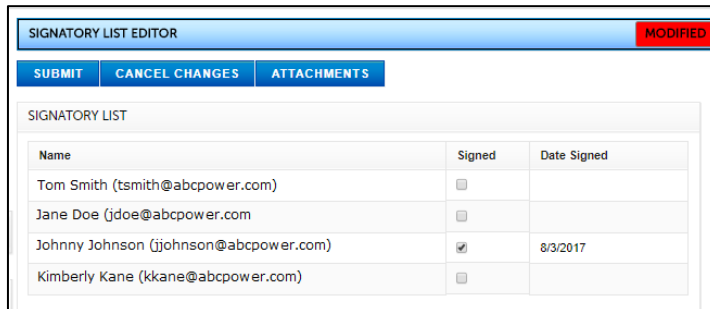 SIGNATORY LIST EDITOR MODIFIED
SUBMIT CANCEL CHANGES ATTACHMENTS
SIGNATORY LIST
Name Signed Date Signed
Tom Smith (tsmith@abcpower.com)
Jane Doe (jdoe@abcpower.com
Johnny Johnson (jjohnson@abcpower.com) 8/3/2017
Kimberly Kane (kkane@abcpower.com)